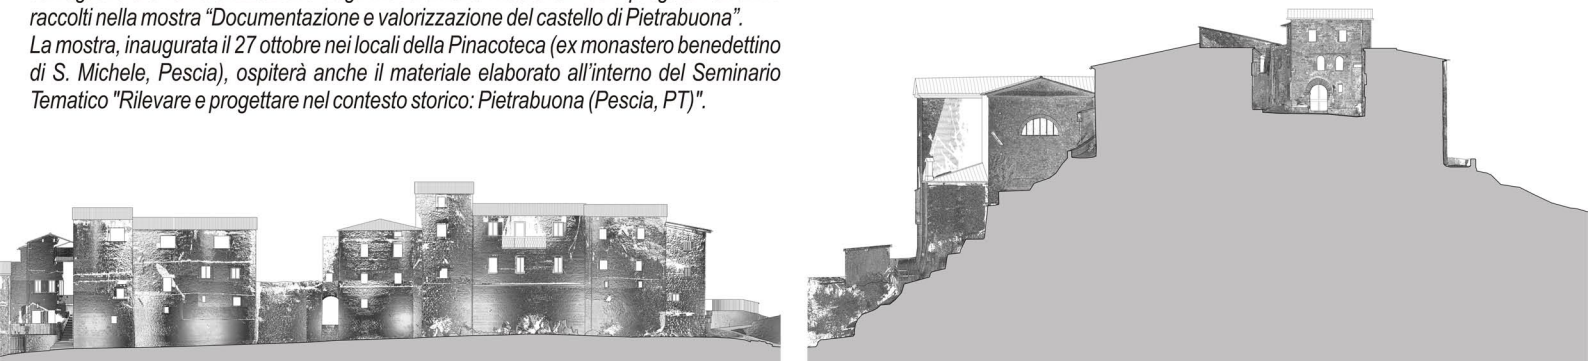 raccolti nella mostra “Documentazione e valorizzazione del castello di Pietrabuona”.
La mostra, inaugurata il 27 ottobre nei locali della Pinacoteca (ex monastero benedettino
di S. Michele, Pescia), ospiterà anche il materiale elaborato all’interno del Seminario
Tematico "Rilevare e progettare nel contesto storico: Pietrabuona (Pescia, PT)".